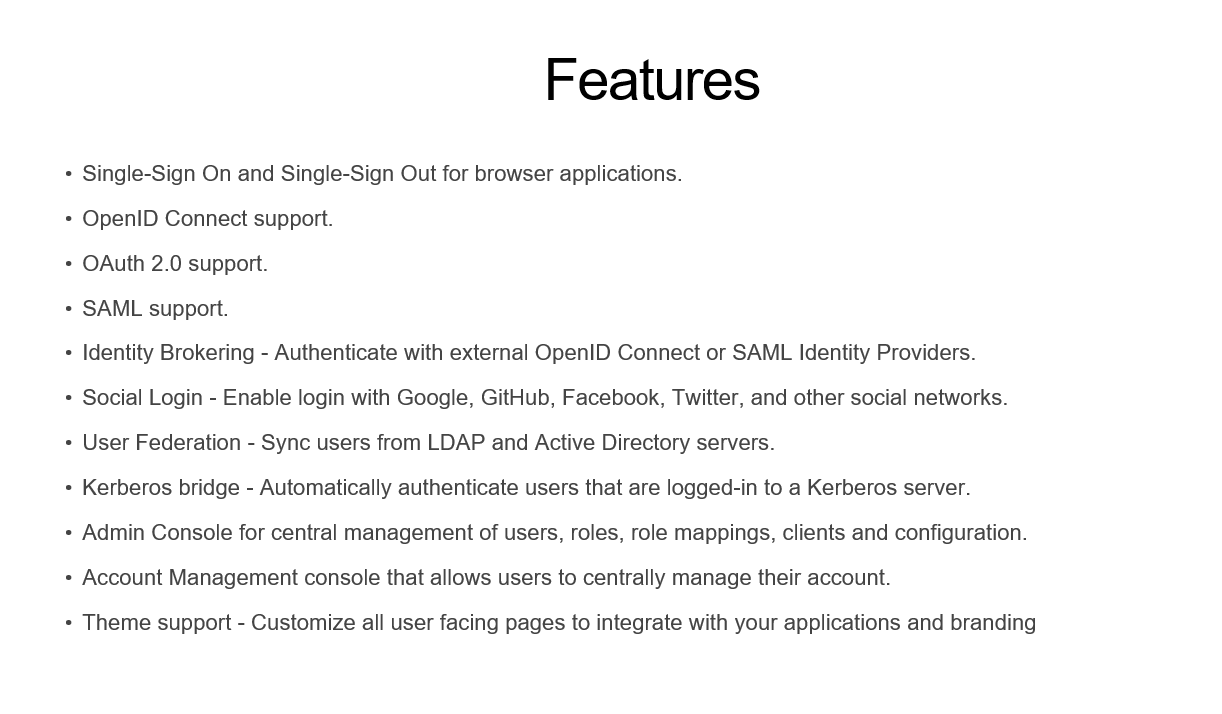 Features
• Single-Sign On and Single-Sign Out for browser applications.
• OpenID Connect support.
• OAuth 2.0 support.
• SAML support.
• Identity Brokering - Authenticate with external OpenID Connect or SAML Identity Providers.
• Social Login - Enable login with Google, GitHub, Facebook, Twitter, and other social networks.
• User Federation - Sync users from LDAP and Active Directory servers.
• Kerberos bridge - Automatically authenticate users that are logged-in to a Kerberos server.
• Admin Console for central management of users, roles, role mappings, clients and configuration.
• Account Management console that allows users to centrally manage their account.
• Theme support - Customize all user facing pages to integrate with your applications and branding